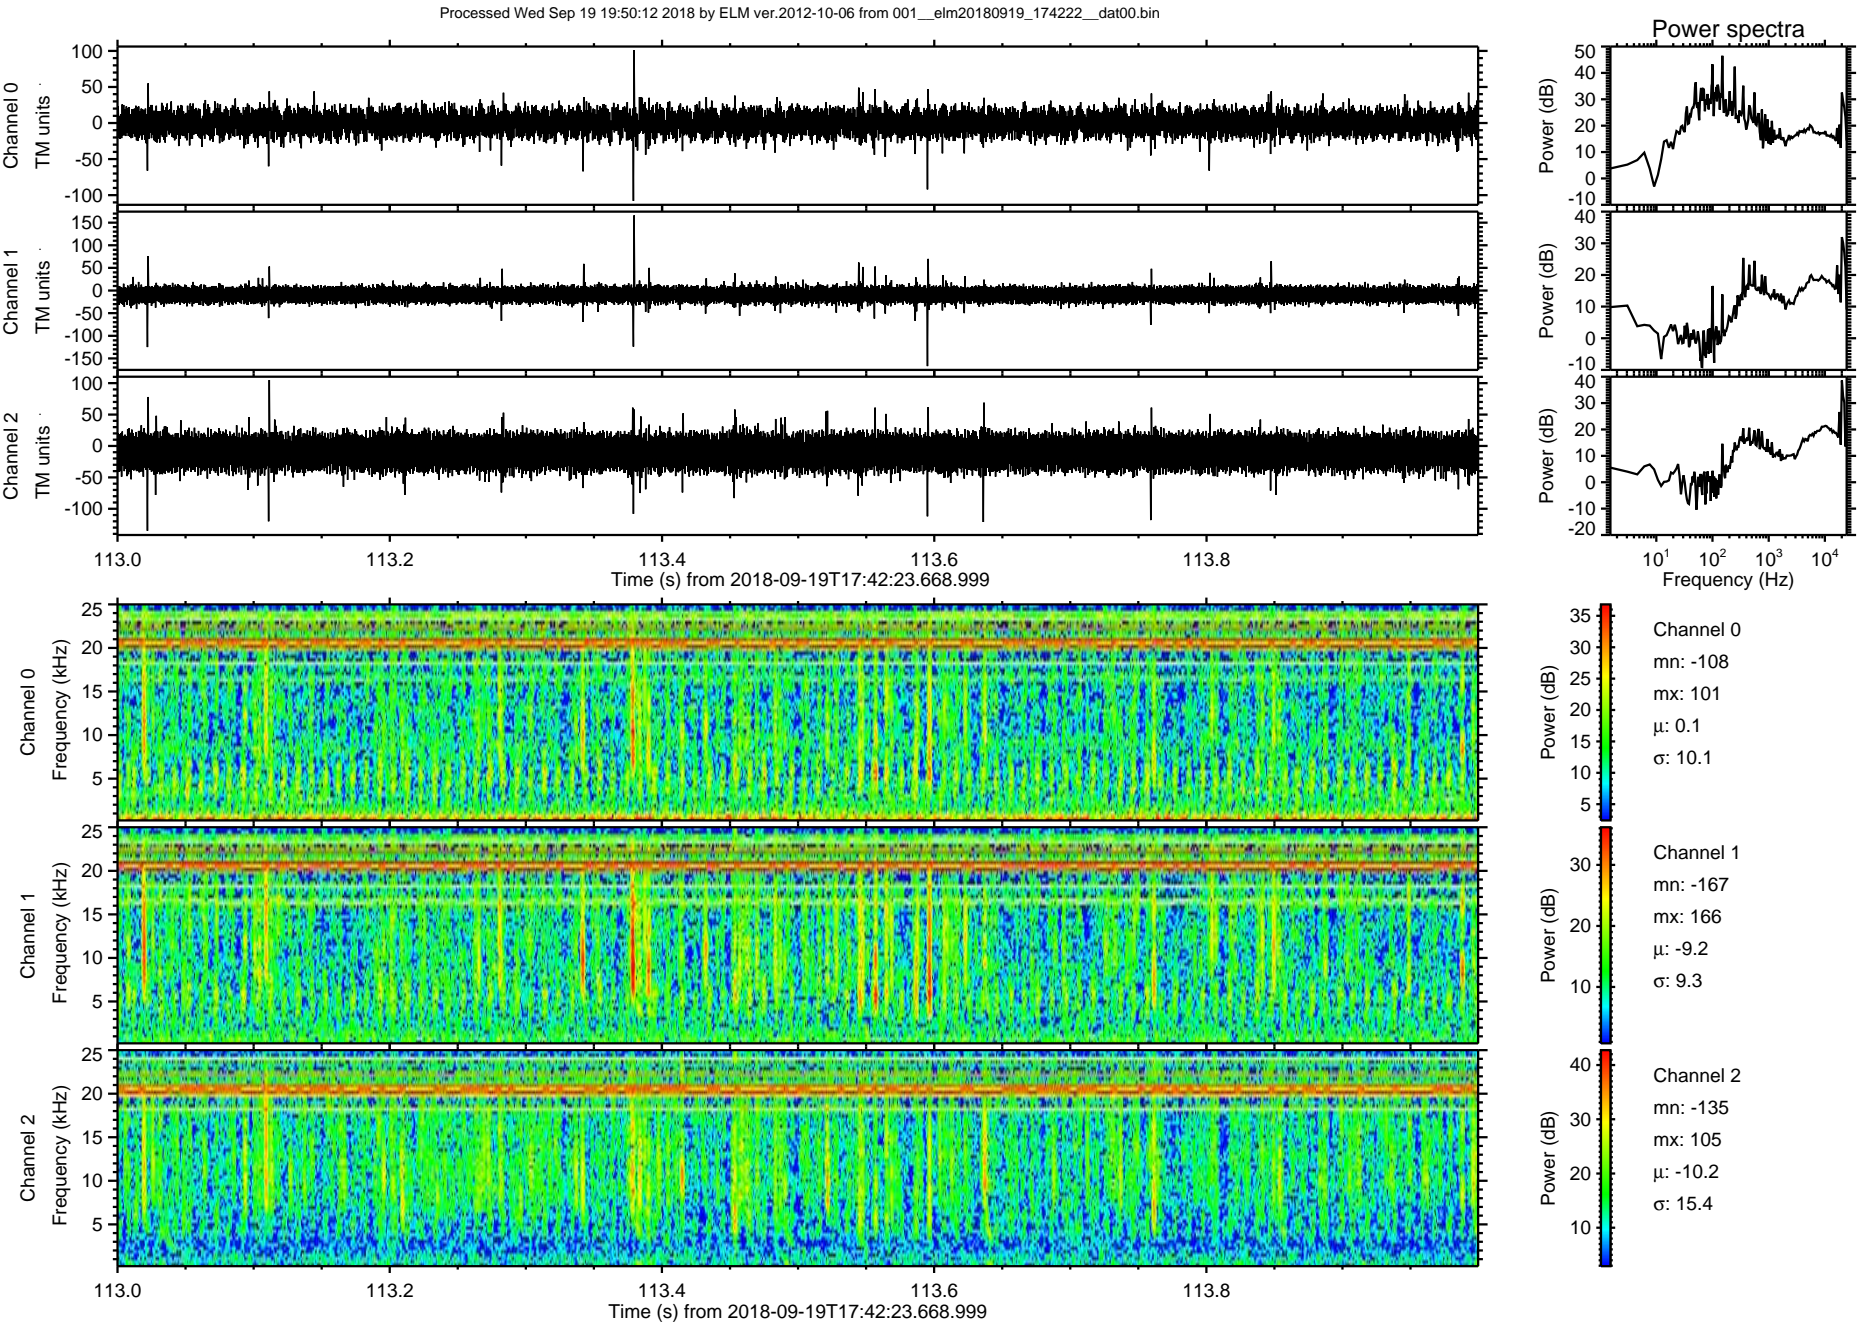 Processed Wed Sep 19 19:50:12 2018 by ELM ver.2012-10-06 from 001__elm20180919_174222__dat00.bin
Power spectra
Channel 0
TM units
100
50
0
-50
-100
Power (dB)
50
40
30
20
10
0
-10
Channel 1
TM units
150
100
50
0
-50
-100
-150
Power (dB)
40
30
20
10
0
-10
Channel 2
TM units
100
50
0
-50
-100
Power (dB)
40
30
20
10
0
-10
-20
113.0 113.2 113.4 113.6 113.8
Time (s) from 2018-09-19T17:42:23.668.999
10^1 10^2 10^3 10^4
Frequency (Hz)
Channel 0
Frequency (kHz)
25
20
15
10
5
Power (dB)
35
30
25
20
15
10
5
Channel 0
mn: -108
mx: 101
μ: 0.1
σ: 10.1
Channel 1
Frequency (kHz)
25
20
15
10
5
Power (dB)
30
20
10
Channel 1
mn: -167
mx: 166
μ: -9.2
σ: 9.3
Channel 2
Frequency (kHz)
25
20
15
10
5
Power (dB)
40
30
20
10
Channel 2
mn: -135
mx: 105
μ: -10.2
σ: 15.4
113.0 113.2 113.4 113.6 113.8
Time (s) from 2018-09-19T17:42:23.668.999